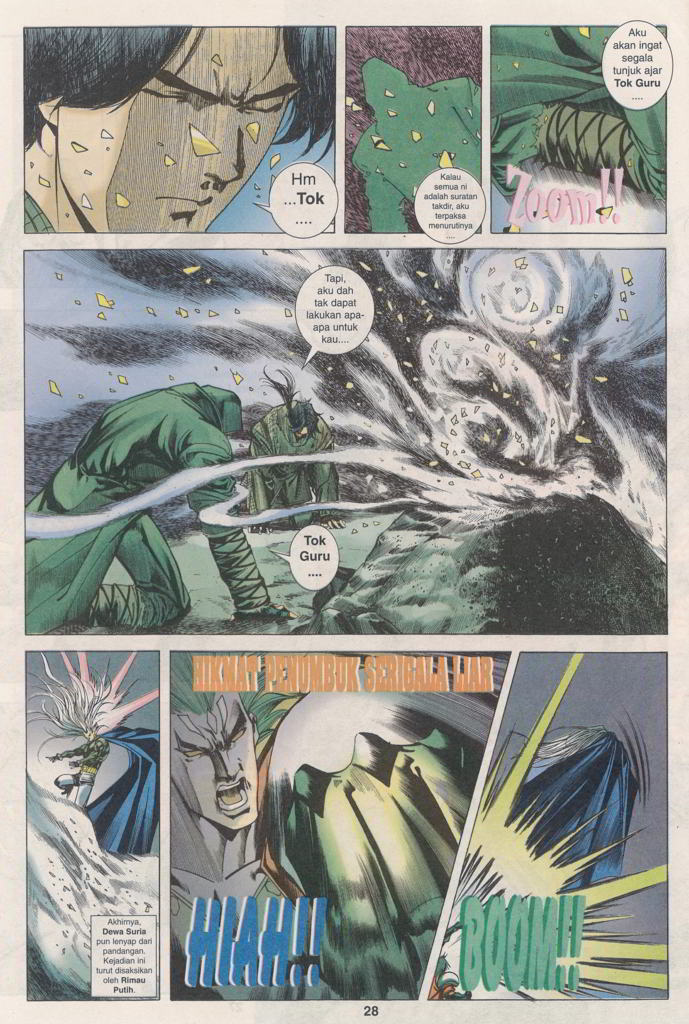 Hm
...Tok
....
Kalau
semua ni
adalah suratan
takdir, aku
terpaksa
menurutinya
....
Aku
akan ingat
segala
tunjuk ajar
Tok Guru
....
Zoom!!
Tapi,
aku dah
tak dapat
lakukan apa-
apa untuk
kau....
Tok
Guru
....
Akhirnya,
Dewa Suria
pun lenyap dari
pandangan.
Kejadian ini
turut disaksikan
oleh Rimau
Putih.
HIKMAT PENUMBUK SERIGALA LIAR
HIAH!!
BOOM!!
28